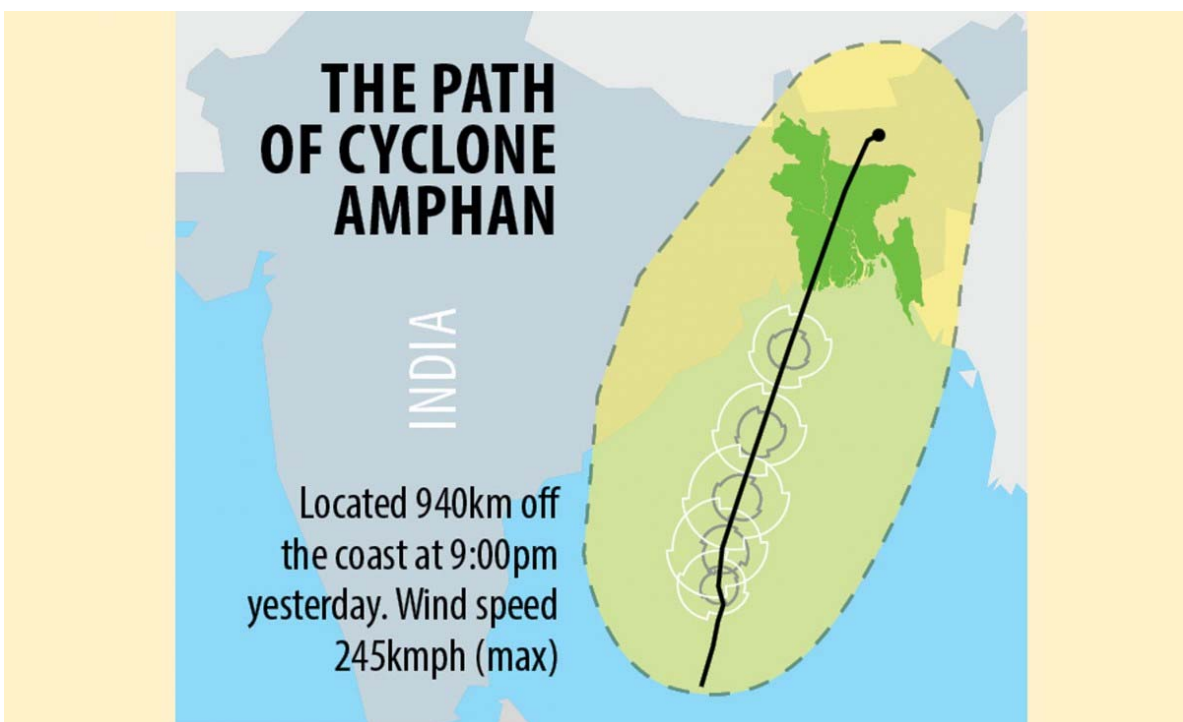 THE PATH
OF CYCLONE
AMPHAN
INDIA
Located 940km off
the coast at 9:00pm
yesterday. Wind speed
245kmph (max)